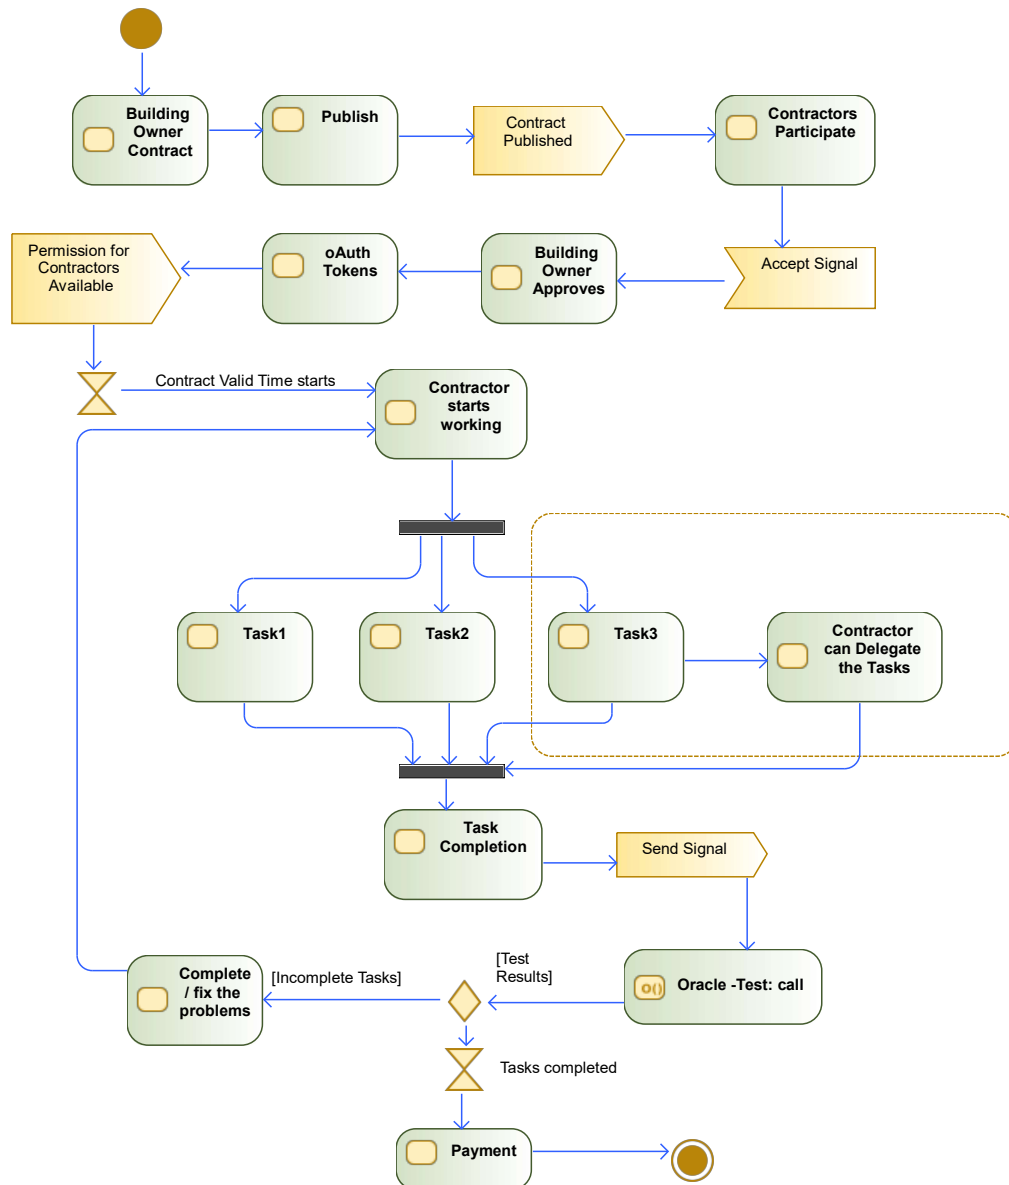 Building
Owner
Contract
Publish
Contract
Published
Contractors
Participate
Permission for
Contractors
Available
oAuth
Tokens
Building
Owner
Approves
Accept Signal
Contract Valid Time starts
Contractor
starts
working
Task1
Task2
Task3
Contractor
can Delegate
the Tasks
Task
Completion
Send Signal
Complete
/ fix the
problems
[Incomplete Tasks]
[Test
Results]
o()
Oracle -Test: call
Tasks completed
Payment